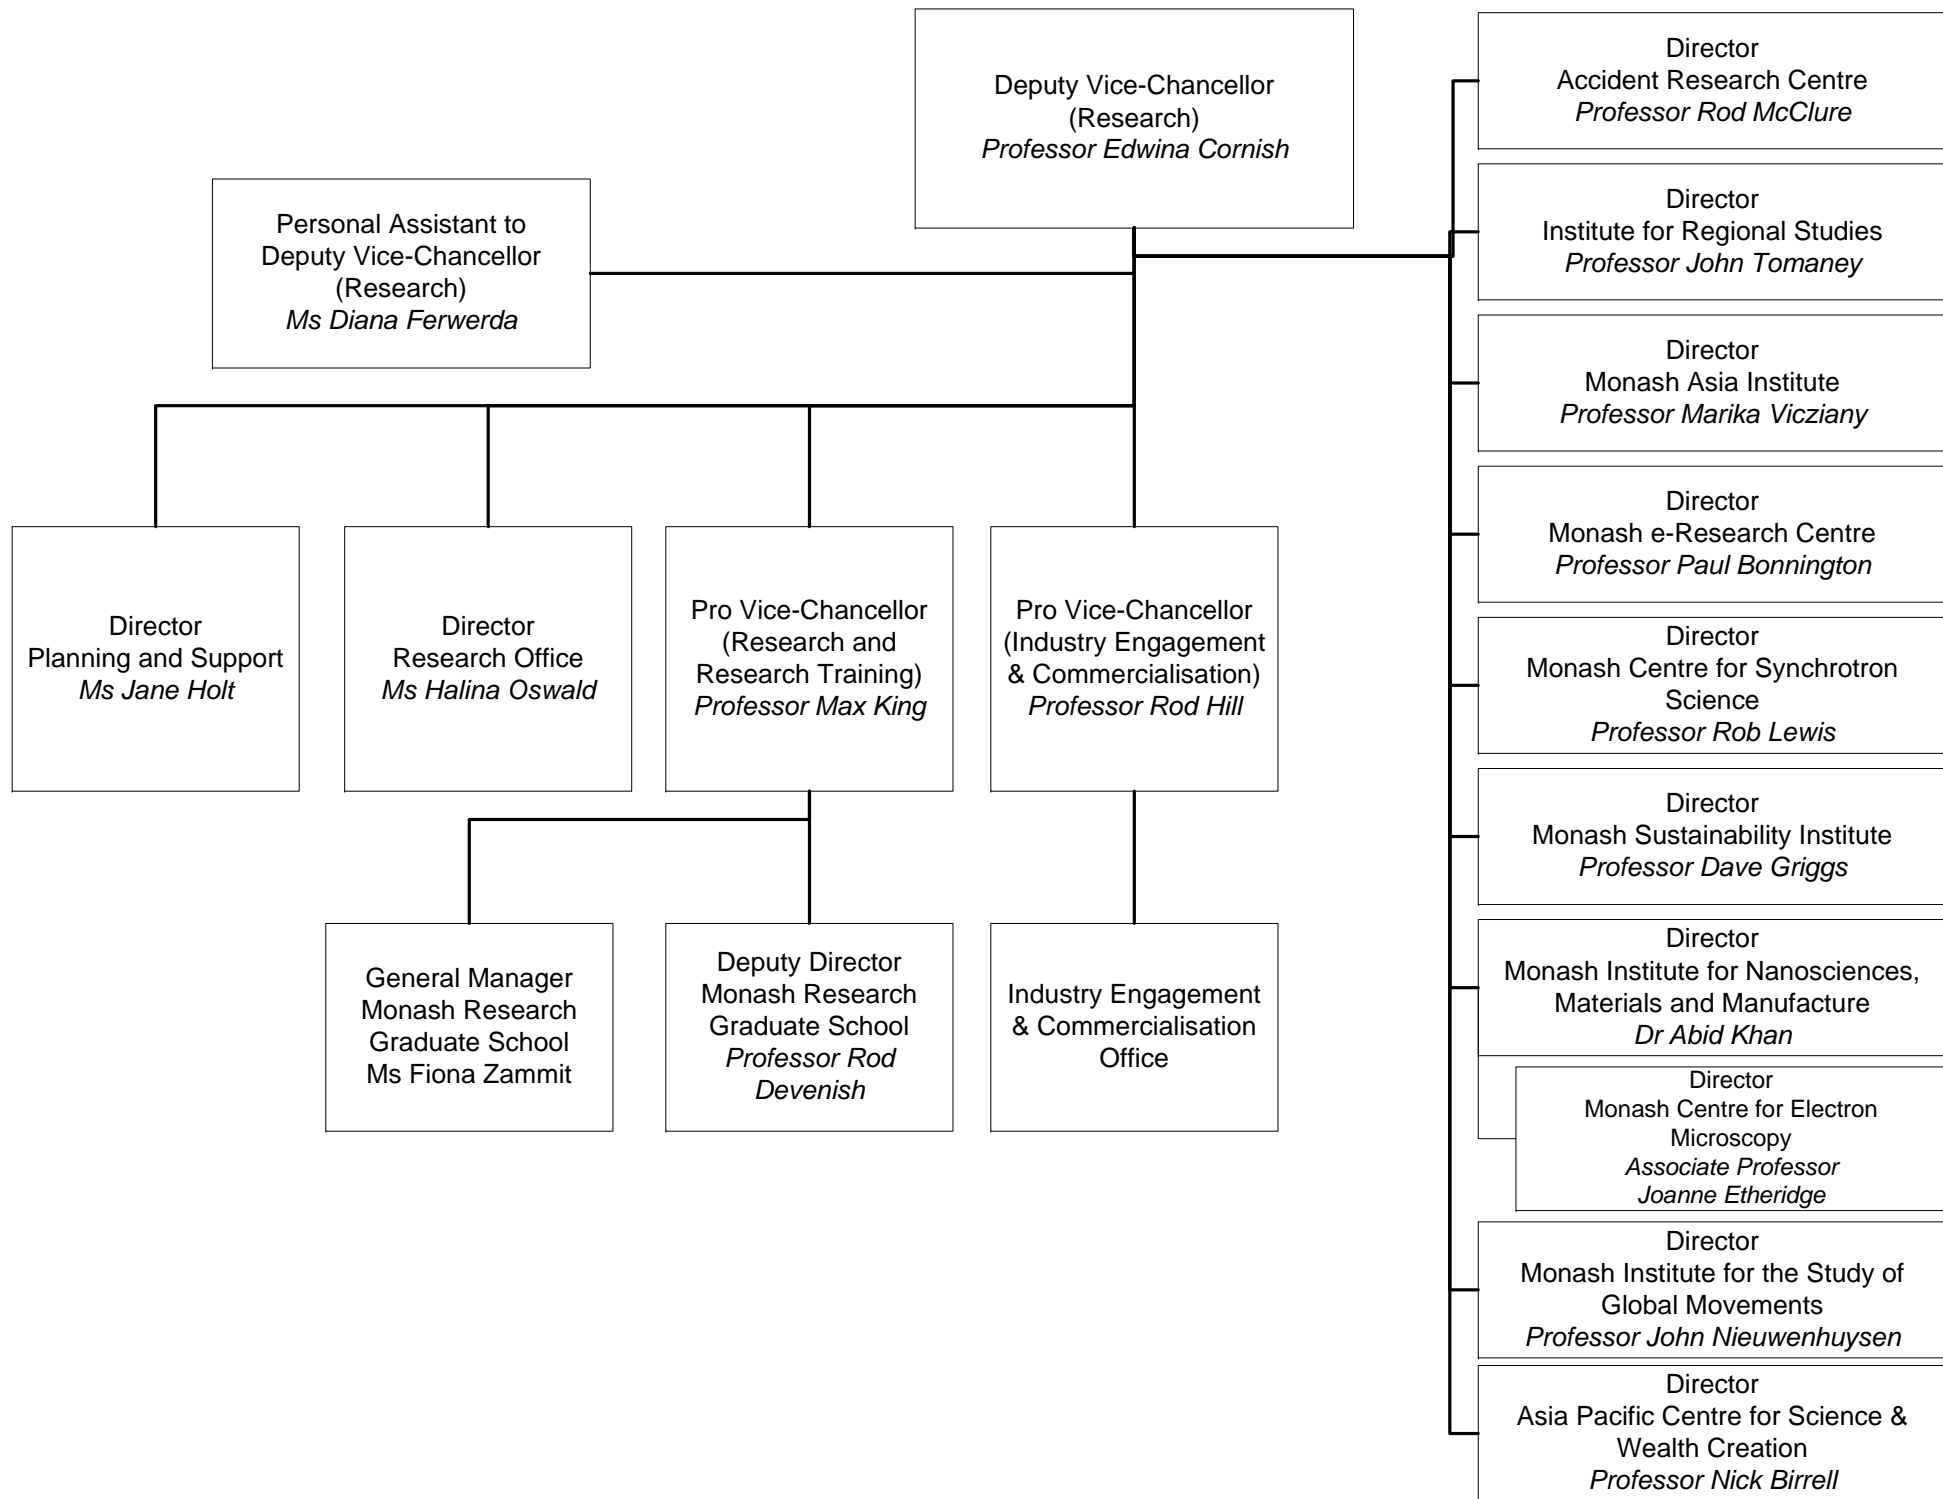 Deputy Vice-Chancellor
(Research)
Professor Edwina Cornish
Personal Assistant to
Deputy Vice-Chancellor
(Research)
Ms Diana Ferwerda
Director
Planning and Support
Ms Jane Holt
Director
Research Office
Ms Halina Oswald
Pro Vice-Chancellor
(Research and
Research Training)
Professor Max King
Pro Vice-Chancellor
(Industry Engagement
& Commercialisation)
Professor Rod Hill
General Manager
Monash Research
Graduate School
Ms Fiona Zammit
Deputy Director
Monash Research
Graduate School
Professor Rod
Devenish
Industry Engagement
& Commercialisation
Office
Director
Accident Research Centre
Professor Rod McClure
Director
Institute for Regional Studies
Professor John Tomaney
Director
Monash Asia Institute
Professor Marika Vicziany
Director
Monash e-Research Centre
Professor Paul Bonnington
Director
Monash Centre for Synchrotron
Science
Professor Rob Lewis
Director
Monash Sustainability Institute
Professor Dave Griggs
Director
Monash Institute for Nanosciences,
Materials and Manufacture
Dr Abid Khan
Director
Monash Centre for Electron
Microscopy
Associate Professor
Joanne Etheridge
Director
Monash Institute for the Study of
Global Movements
Professor John Nieuwenhuysen
Director
Asia Pacific Centre for Science &
Wealth Creation
Professor Nick Birrell